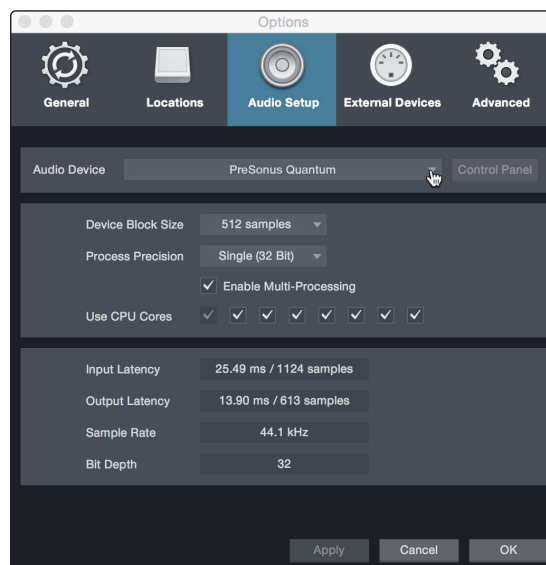 Options
General Locations Audio Setup External Devices Advanced
Audio Device PreSonus Quantum Control Panel
Device Block Size 512 samples
Process Precision Single (32 Bit)
Enable Multi-Processing
Use CPU Cores
Input Latency 25.49 ms / 1124 samples
Output Latency 13.90 ms / 613 samples
Sample Rate 44.1 kHz
Bit Depth 32
Apply Cancel OK